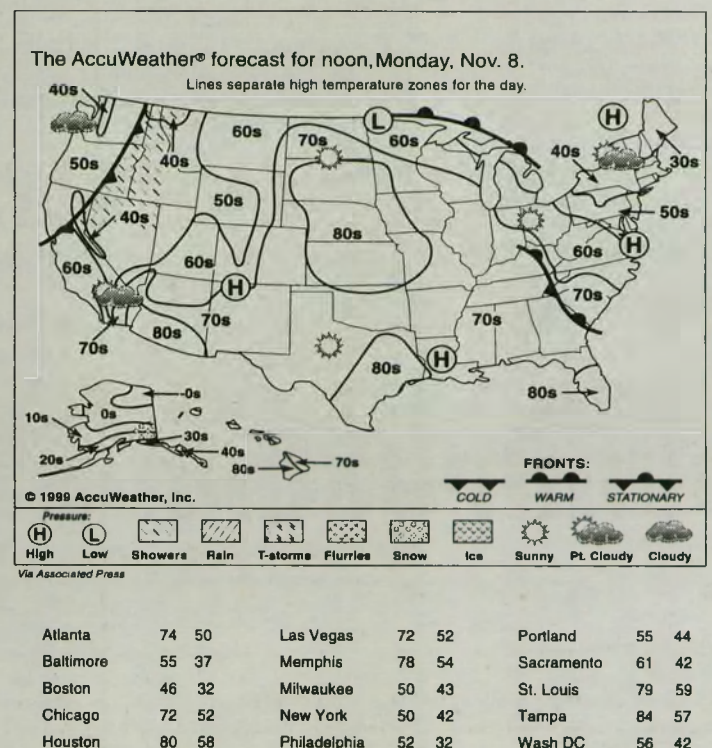 The AccuWeather® forecast for noon, Monday, Nov. 8.
Lines separate high temperature zones for the day.
40s
60s
70s
L
60s
H
40s
30s
50s
40s
50s
50s
40s
80s
60s
H
60s
60s
H
70s
70s
70s
80s
70s
80s
H
80s
-0s
0s
10s
20s
30s
40s
80s
70s
FRONTS:
COLD WARM STATIONARY
© 1999 AccuWeather, Inc.
Pressure:
H L
High Low Showers Rain T-storms Flurries Snow Ice Sunny Pt. Cloudy Cloudy
Via Associated Press
Atlanta 74 50 Las Vegas 72 52 Portland 55 44
Baltimore 55 37 Memphis 78 54 Sacramento 61 42
Boston 46 32 Milwaukee 50 43 St. Louis 79 59
Chicago 72 52 New York 50 42 Tampa 84 57
Houston 80 58 Philadelphia 52 32 Wash DC 56 42